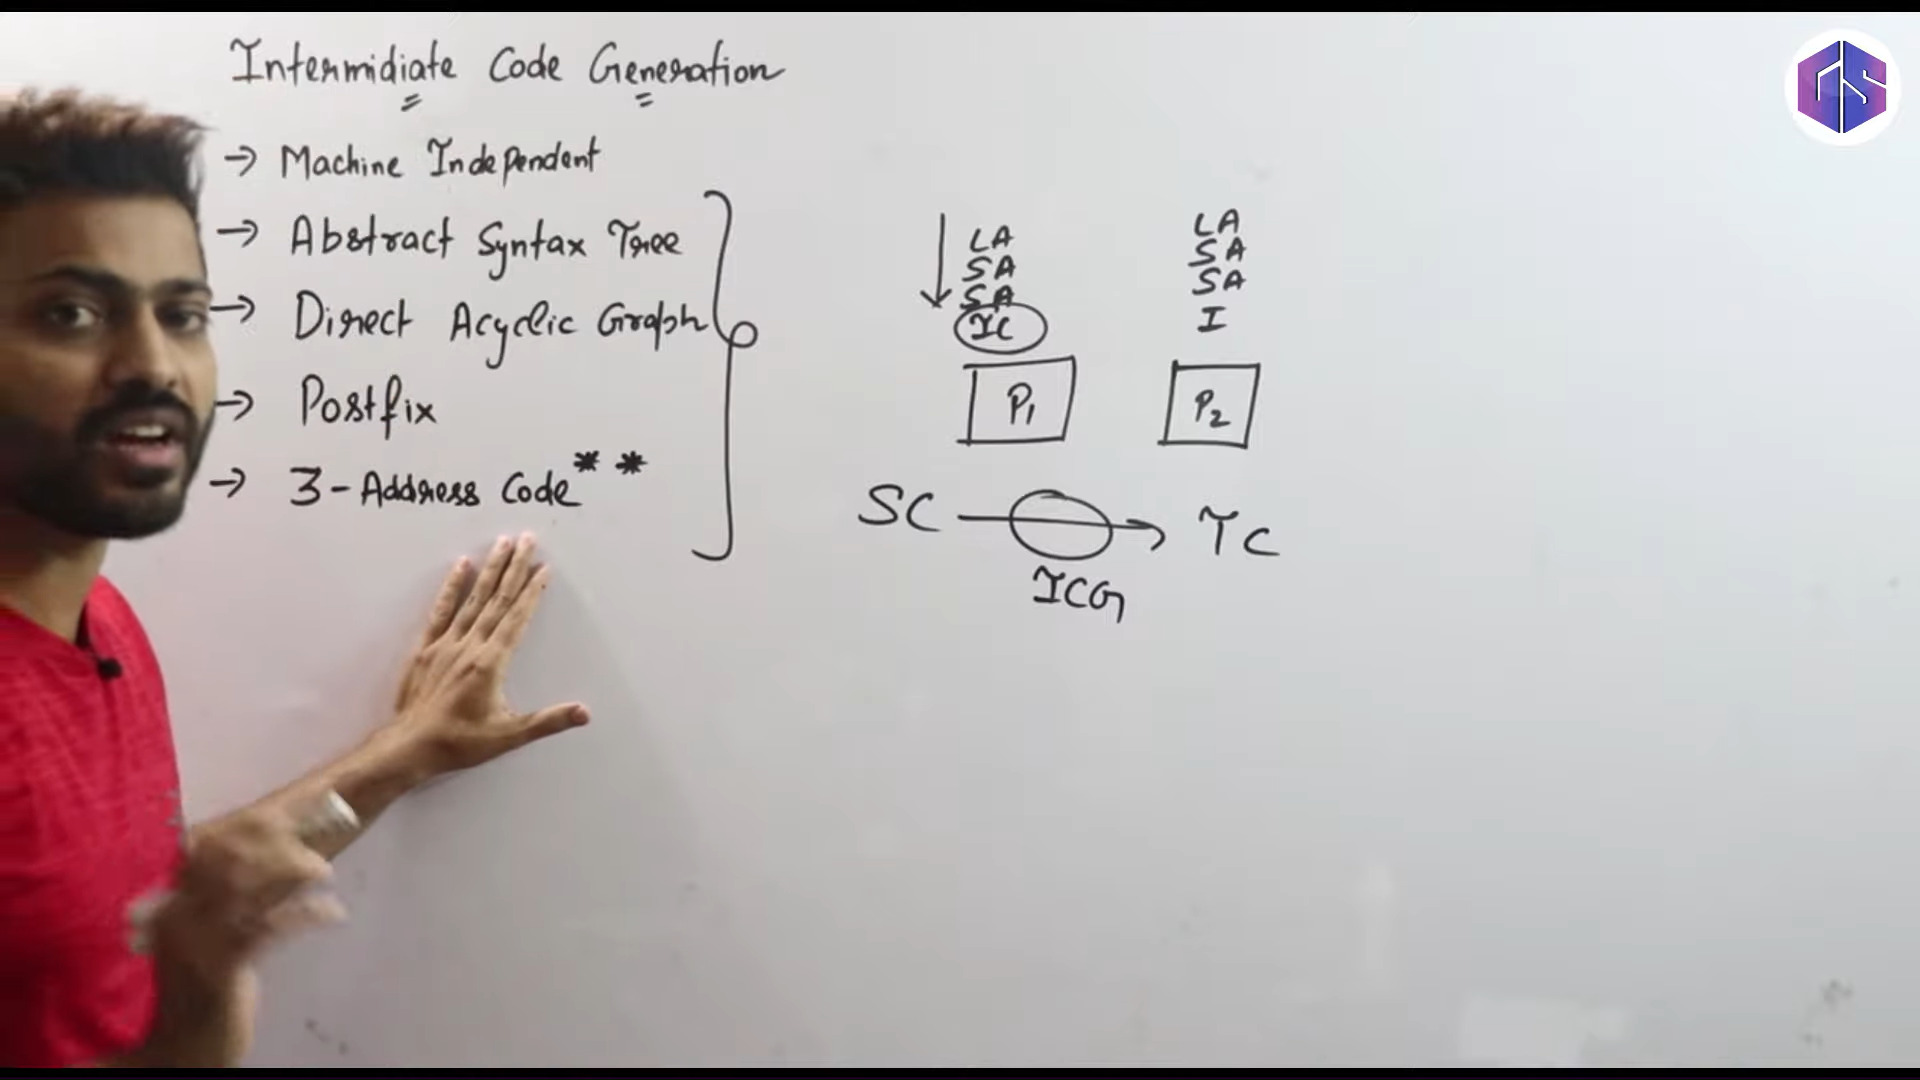 Intermidiate Code Generation
→ Machine Independent
→ Abstract Syntax Tree
→ Direct Acyclic Graph
→ Postfix
→ 3-Address Code**
LA
SA
SA
IC
P1
LA
SA
SA
I
P2
SC → TC
ICG
GS